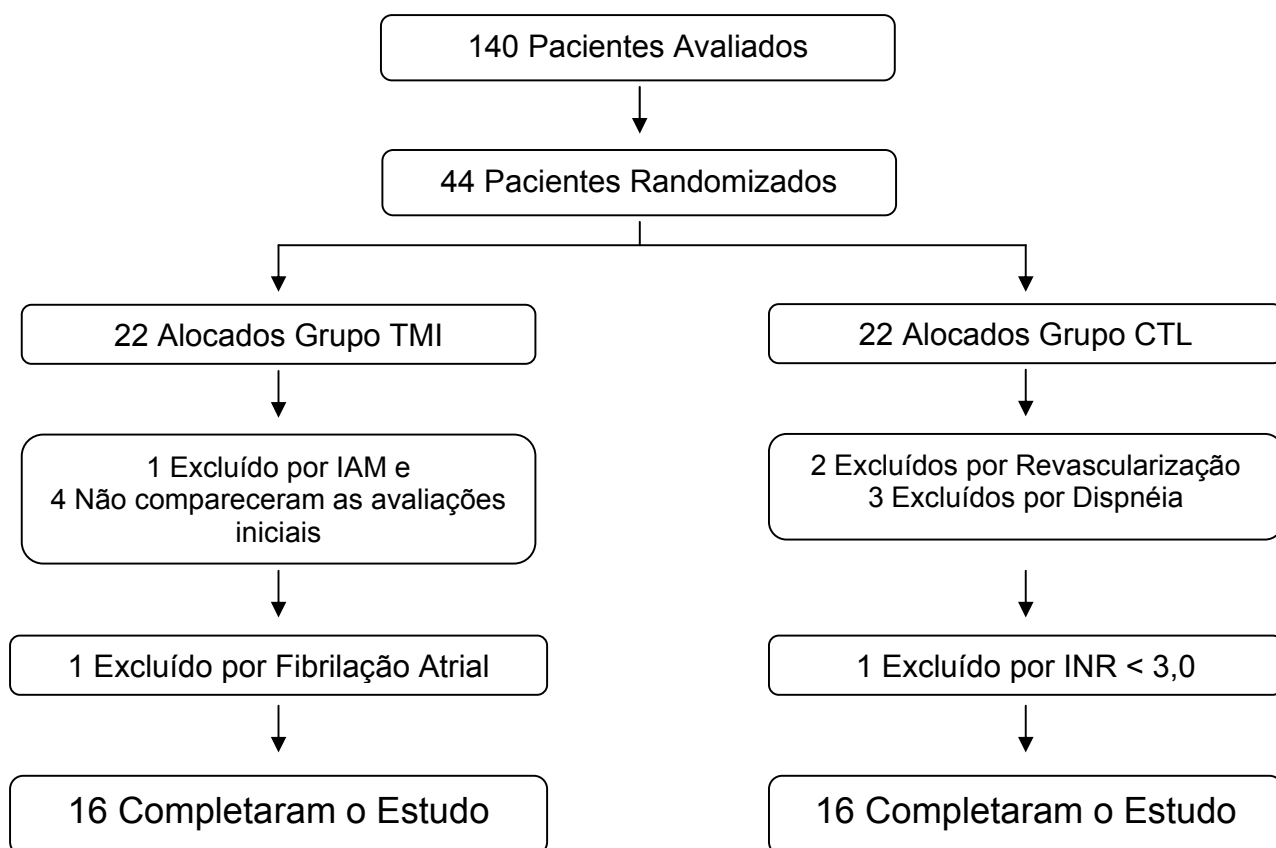 140 Pacientes Avaliados
44 Pacientes Randomizados
22 Alocados Grupo TMI
22 Alocados Grupo CTL
1 Excluído por IAM e
4 Não compareceram as avaliações
iniciais
2 Excluídos por Revascularização
3 Excluídos por Dispnéia
1 Excluído por Fibrilação Atrial
1 Excluído por INR < 3,0
16 Completaram o Estudo
16 Completaram o Estudo